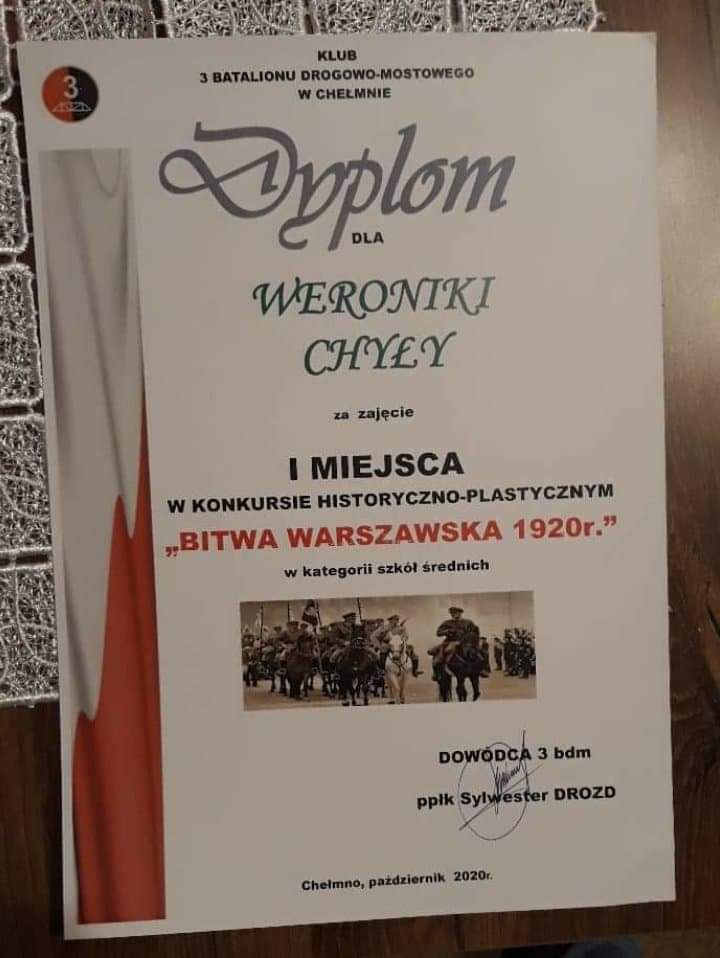 3
KLUB
3 BATALIONU DROGOWO-MOSTOWEGO
W CHEŁMNIE
Dyplom
DLA
WERONIKI
CHYŁY
za zajęcie
I MIEJSCA
W KONKURSIE HISTORYCZNO-PLASTYCZNYM
„BITWA WARSZAWSKA 1920r.”
w kategorii szkół średnich
DOWÓDCA 3 bdm
ppłk Sylwester DROZD
Chełmno, październik 2020r.